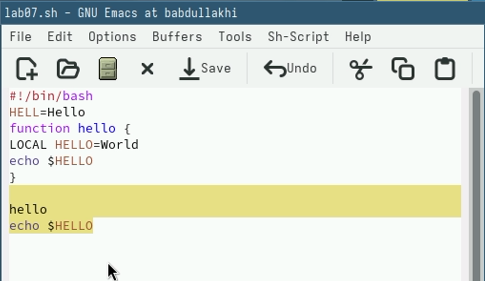 lab07.sh - GNU Emacs at babdullakhi
File Edit Options Buffers Tools Sh-Script Help
Save Undo
#!/bin/bash
HELL=Hello
function hello {
LOCAL HELLO=World
echo $HELLO
}
hello
echo $HELLO